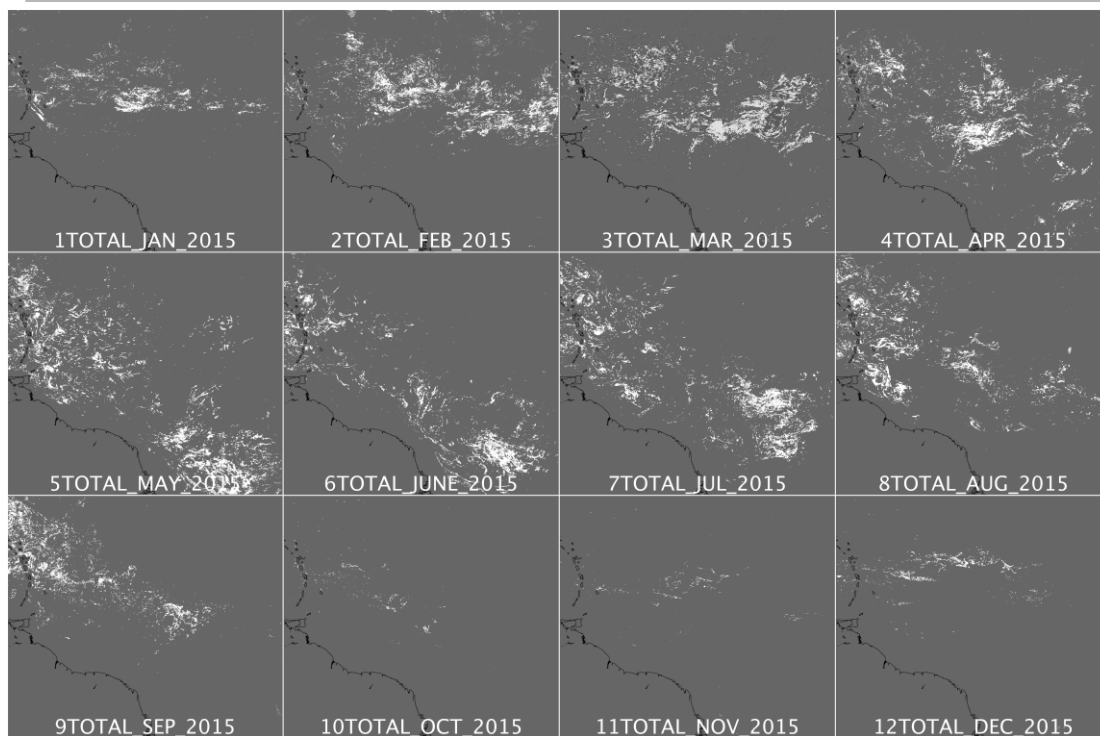 1TOTAL_JAN_2015
2TOTAL_FEB_2015
3TOTAL_MAR_2015
4TOTAL_APR_2015
5TOTAL_MAY_2015
6TOTAL_JUNE_2015
7TOTAL_JUL_2015
8TOTAL_AUG_2015
9TOTAL_SEP_2015
10TOTAL_OCT_2015
11TOTAL_NOV_2015
12TOTAL_DEC_2015